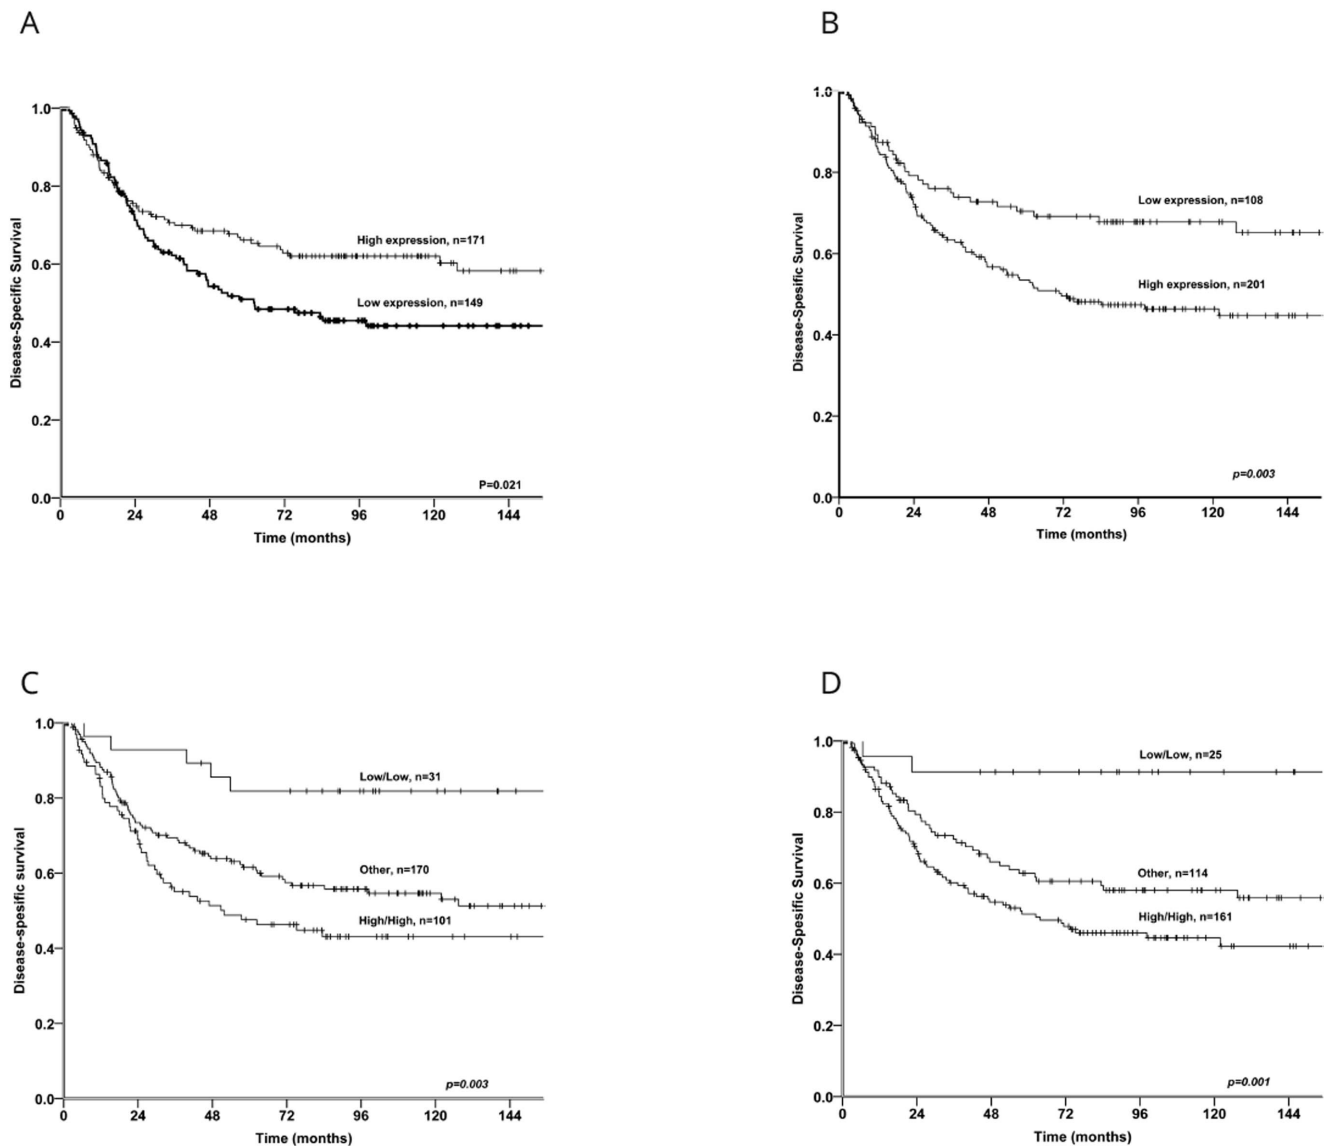 A
1.0
0.8
0.6
0.4
0.2
0.0
Disease-Specific Survival
High expression, n=171
Low expression, n=149
P=0.021
0 24 48 72 96 120 144
Time (months)
B
1.0
0.8
0.6
0.4
0.2
0.0
Disease-Spesific Survival
Low expression, n=108
High expression, n=201
p=0.003
0 24 48 72 96 120 144
Time (months)
C
1.0
0.8
0.6
0.4
0.2
0.0
Disease-spesific survival
Low/Low, n=31
Other, n=170
High/High, n=101
p=0.003
0 24 48 72 96 120 144
Time (months)
D
1.0
0.8
0.6
0.4
0.2
0.0
Disease-Spesific Survival
Low/Low, n=25
Other, n=114
High/High, n=161
p=0.001
0 24 48 72 96 120 144
Time (months)